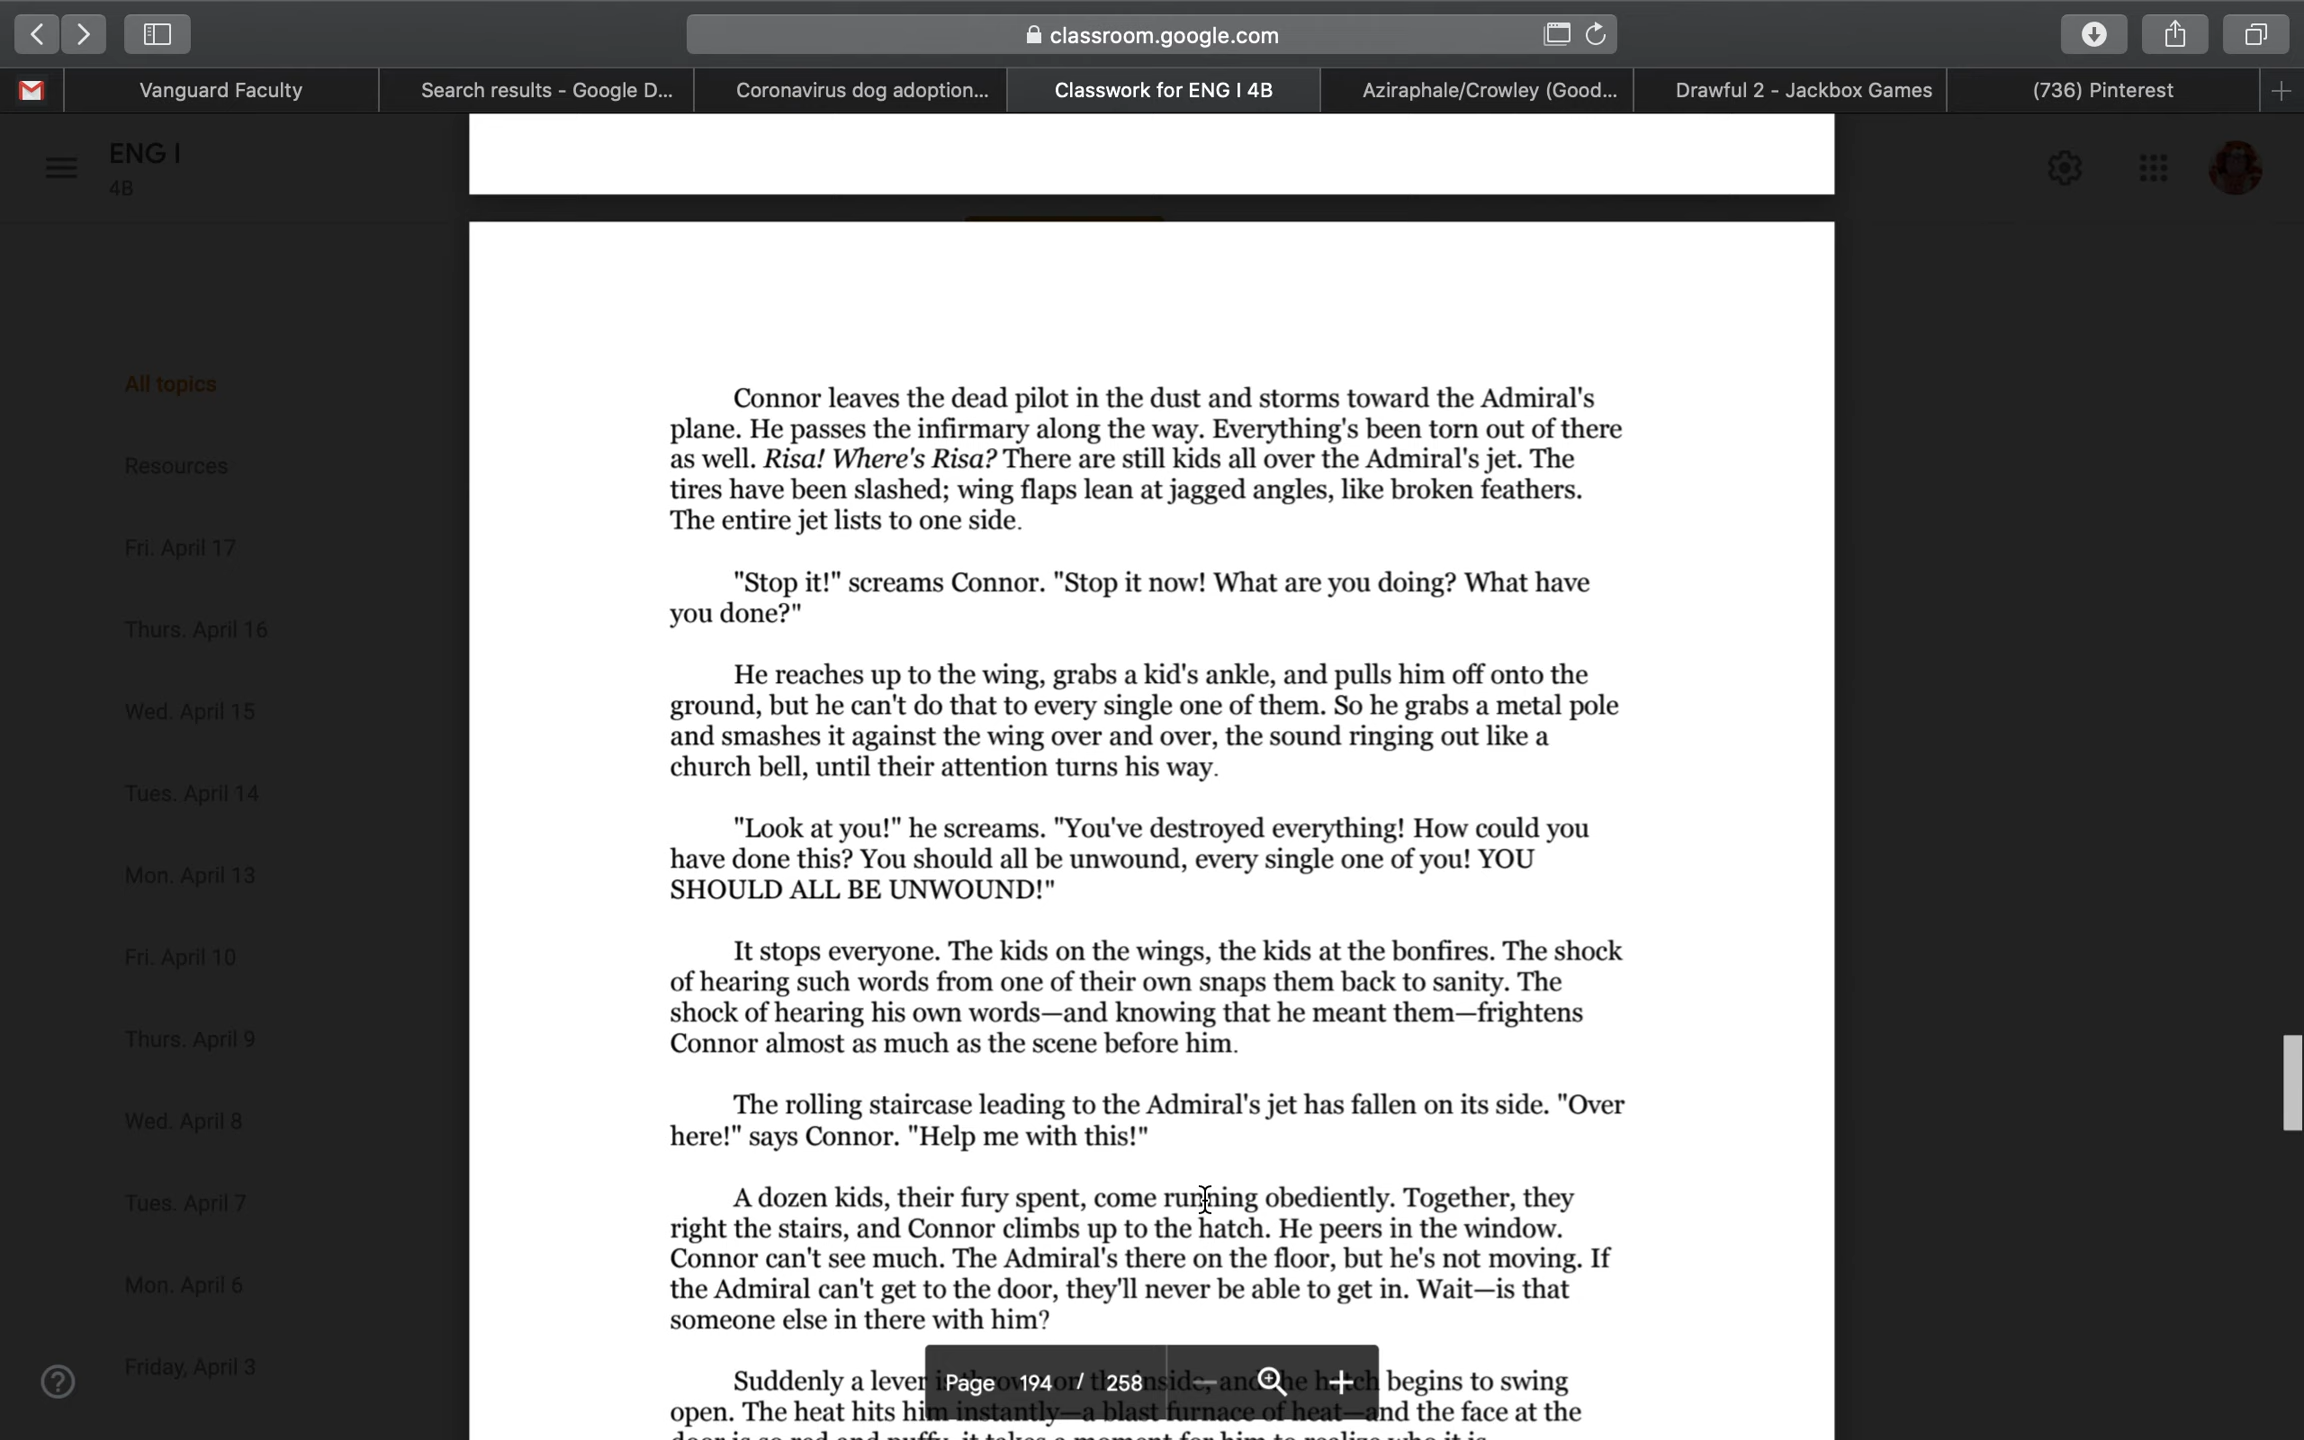 classroom.google.com
Vanguard Faculty
Search results - Google D...
Coronavirus dog adoption...
Classwork for ENG I 4B
Aziraphale/Crowley (Good...
Drawful 2 - Jackbox Games
(736) Pinterest
ENG I
4B
All topics
Resources
Fri. April 17
Thurs. April 16
Wed. April 15
Tues. April 14
Mon. April 13
Fri. April 10
Thurs. April 9
Wed. April 8
Tues. April 7
Mon. April 6
Friday, April 3
Connor leaves the dead pilot in the dust and storms toward the Admiral's
plane. He passes the infirmary along the way. Everything's been torn out of there
as well. Risa! Where's Risa? There are still kids all over the Admiral's jet. The
tires have been slashed; wing flaps lean at jagged angles, like broken feathers.
The entire jet lists to one side.
"Stop it!" screams Connor. "Stop it now! What are you doing? What have
you done?"
He reaches up to the wing, grabs a kid's ankle, and pulls him off onto the
ground, but he can't do that to every single one of them. So he grabs a metal pole
and smashes it against the wing over and over, the sound ringing out like a
church bell, until their attention turns his way.
"Look at you!" he screams. "You've destroyed everything! How could you
have done this? You should all be unwound, every single one of you! YOU
SHOULD ALL BE UNWOUND!"
It stops everyone. The kids on the wings, the kids at the bonfires. The shock
of hearing such words from one of their own snaps them back to sanity. The
shock of hearing his own words—and knowing that he meant them—frightens
Connor almost as much as the scene before him.
The rolling staircase leading to the Admiral's jet has fallen on its side. "Over
here!" says Connor. "Help me with this!"
A dozen kids, their fury spent, come running obediently. Together, they
right the stairs, and Connor climbs up to the hatch. He peers in the window.
Connor can't see much. The Admiral's there on the floor, but he's not moving. If
the Admiral can't get to the door, they'll never be able to get in. Wait—is that
someone else in there with him?
Suddenly a lever is thrown on the inside, and the hatch begins to swing
open. The heat hits him instantly—a blast furnace of heat—and the face at the
Page 194 / 258